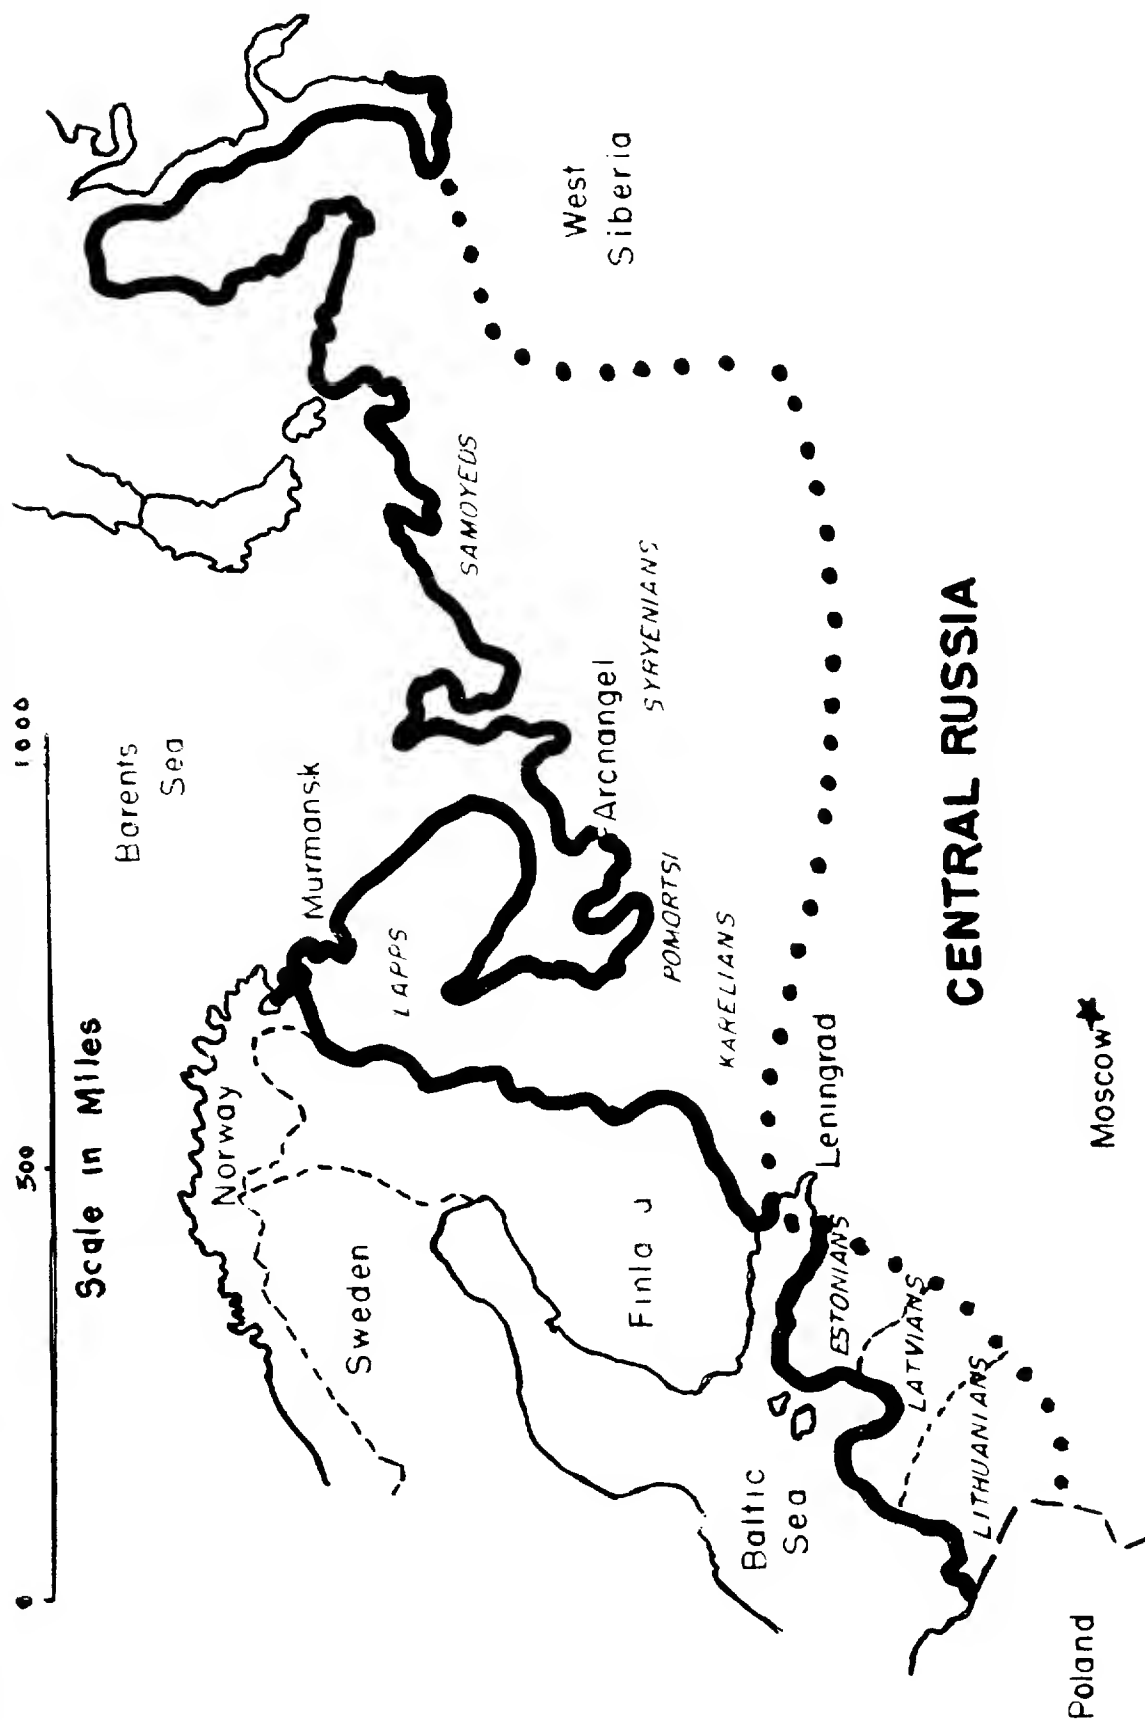 0 500 1000
Scale in Miles
Barents
Sea
Norway
Murmansk
Sweden
LAPPS
SAMOYEDS
West
Siberia
Arcnangel
SYRYENIANS
POMORTSI
KARELIANS
Baltic
Sea
Leningrad
ESTONIANS
LATVIANS
CENTRAL RUSSIA
LITHUANIANS
Poland
Moscow